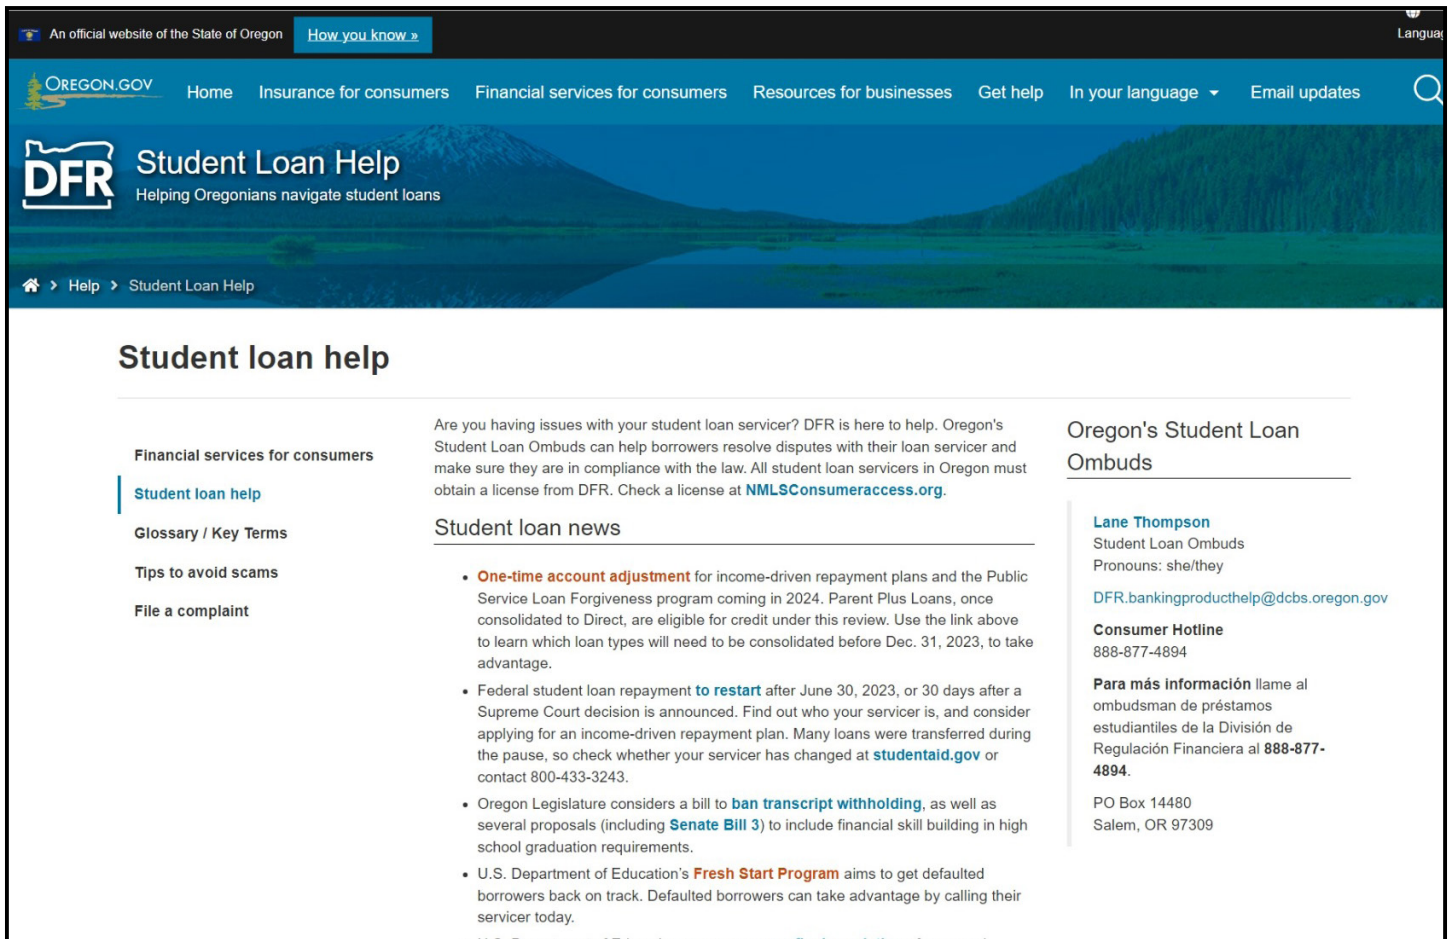 An official website of the State of Oregon How you know »
OREGON.GOV Home Insurance for consumers Financial services for consumers Resources for businesses Get help In your language Email updates
DFR
Student Loan Help
Helping Oregonians navigate student loans
> Help > Student Loan Help
Student loan help
Financial services for consumers
Student loan help
Glossary / Key Terms
Tips to avoid scams
File a complaint
Are you having issues with your student loan servicer? DFR is here to help. Oregon's
Student Loan Ombuds can help borrowers resolve disputes with their loan servicer and
make sure they are in compliance with the law. All student loan servicers in Oregon must
obtain a license from DFR. Check a license at NMLSConsumeraccess.org.
Student loan news
• One-time account adjustment for income-driven repayment plans and the Public
Service Loan Forgiveness program coming in 2024. Parent Plus Loans, once
consolidated to Direct, are eligible for credit under this review. Use the link above
to learn which loan types will need to be consolidated before Dec. 31, 2023, to take
advantage.
• Federal student loan repayment to restart after June 30, 2023, or 30 days after a
Supreme Court decision is announced. Find out who your servicer is, and consider
applying for an income-driven repayment plan. Many loans were transferred during
the pause, so check whether your servicer has changed at studentaid.gov or
contact 800-433-3243.
• Oregon Legislature considers a bill to ban transcript withholding, as well as
several proposals (including Senate Bill 3) to include financial skill building in high
school graduation requirements.
• U.S. Department of Education's Fresh Start Program aims to get defaulted
borrowers back on track. Defaulted borrowers can take advantage by calling their
servicer today.
Oregon's Student Loan
Ombuds
Lane Thompson
Student Loan Ombuds
Pronouns: she/they
DFR.bankingproducthelp@dcbs.oregon.gov
Consumer Hotline
888-877-4894
Para más información llame al
ombudsman de préstamos
estudiantiles de la División de
Regulación Financiera al 888-877-
4894.
PO Box 14480
Salem, OR 97309